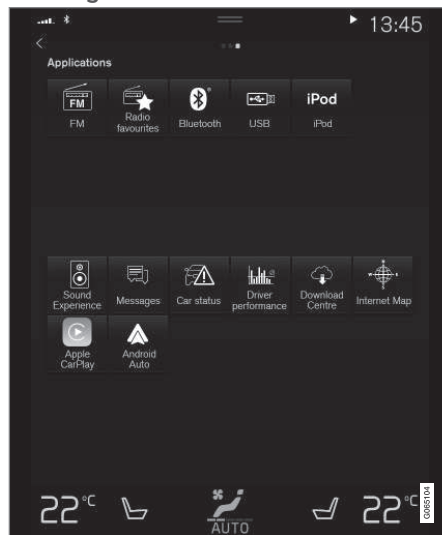 13:45
Applications
FM
iPod
FM
Radio
favourites
Bluetooth
USB
iPod
Sound
Experience
Messages
Car status
Driver
performance
Download
Centre
Internet Map
Apple
CarPlay
Android
Auto
22°C
AUTO
22°C
G065104